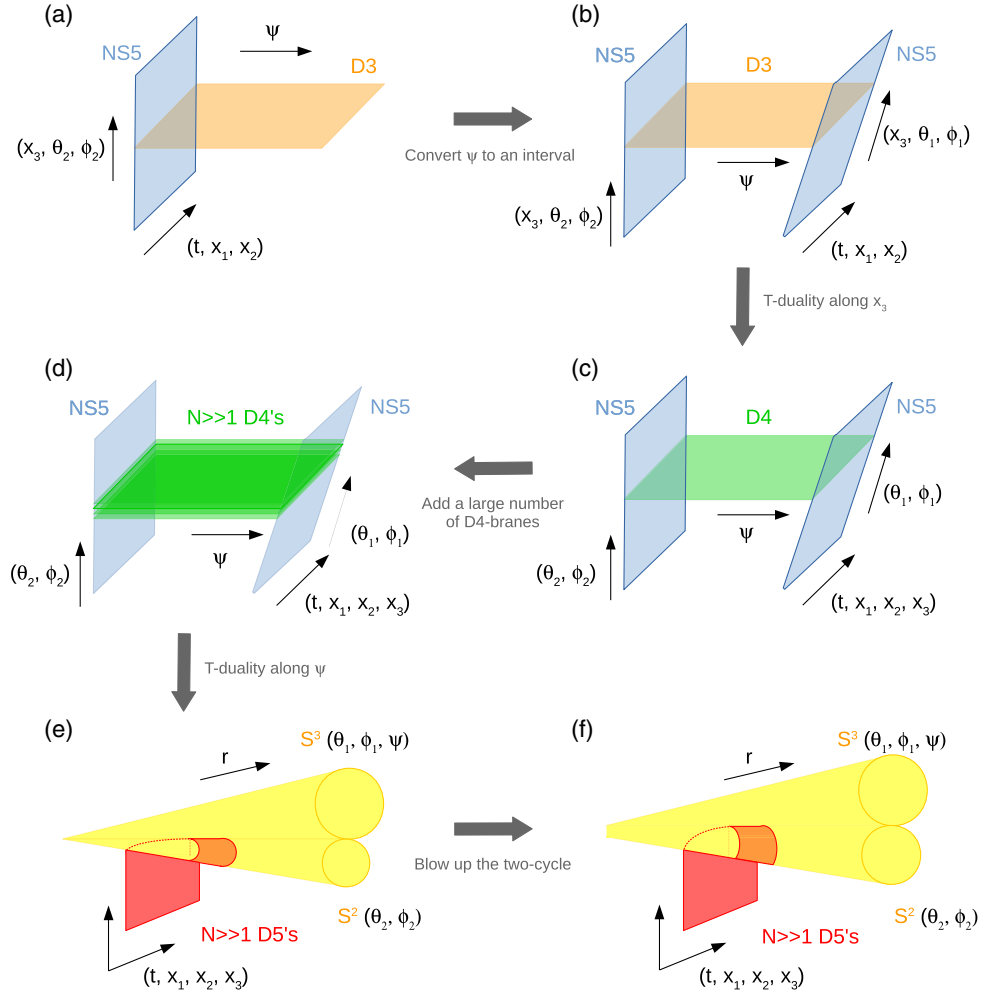 (a)
NS5
ψ
D3
(x₃, θ₂, ϕ₂)
(t, x₁, x₂)
Convert ψ to an interval
(b)
NS5
D3
NS5
(x₃, θ₁, ϕ₁)
ψ
(x₃, θ₂, ϕ₂)
(t, x₁, x₂)
T-duality along x₃
(c)
D4
NS5
(θ₁, ϕ₁)
ψ
(θ₂, ϕ₂)
(t, x₁, x₂, x₃)
Add a large number
of D4-branes
(d)
NS5
N>>1 D4's
NS5
(θ₁, ϕ₁)
ψ
(θ₂, ϕ₂)
(t, x₁, x₂, x₃)
T-duality along ψ
(e)
S³ (θ₁, ϕ₁, ψ)
r
S² (θ₂, ϕ₂)
N>>1 D5's
(t, x₁, x₂, x₃)
Blow up the two-cycle
(f)
S³ (θ₁, ϕ₁, ψ)
r
S² (θ₂, ϕ₂)
N>>1 D5's
(t, x₁, x₂, x₃)